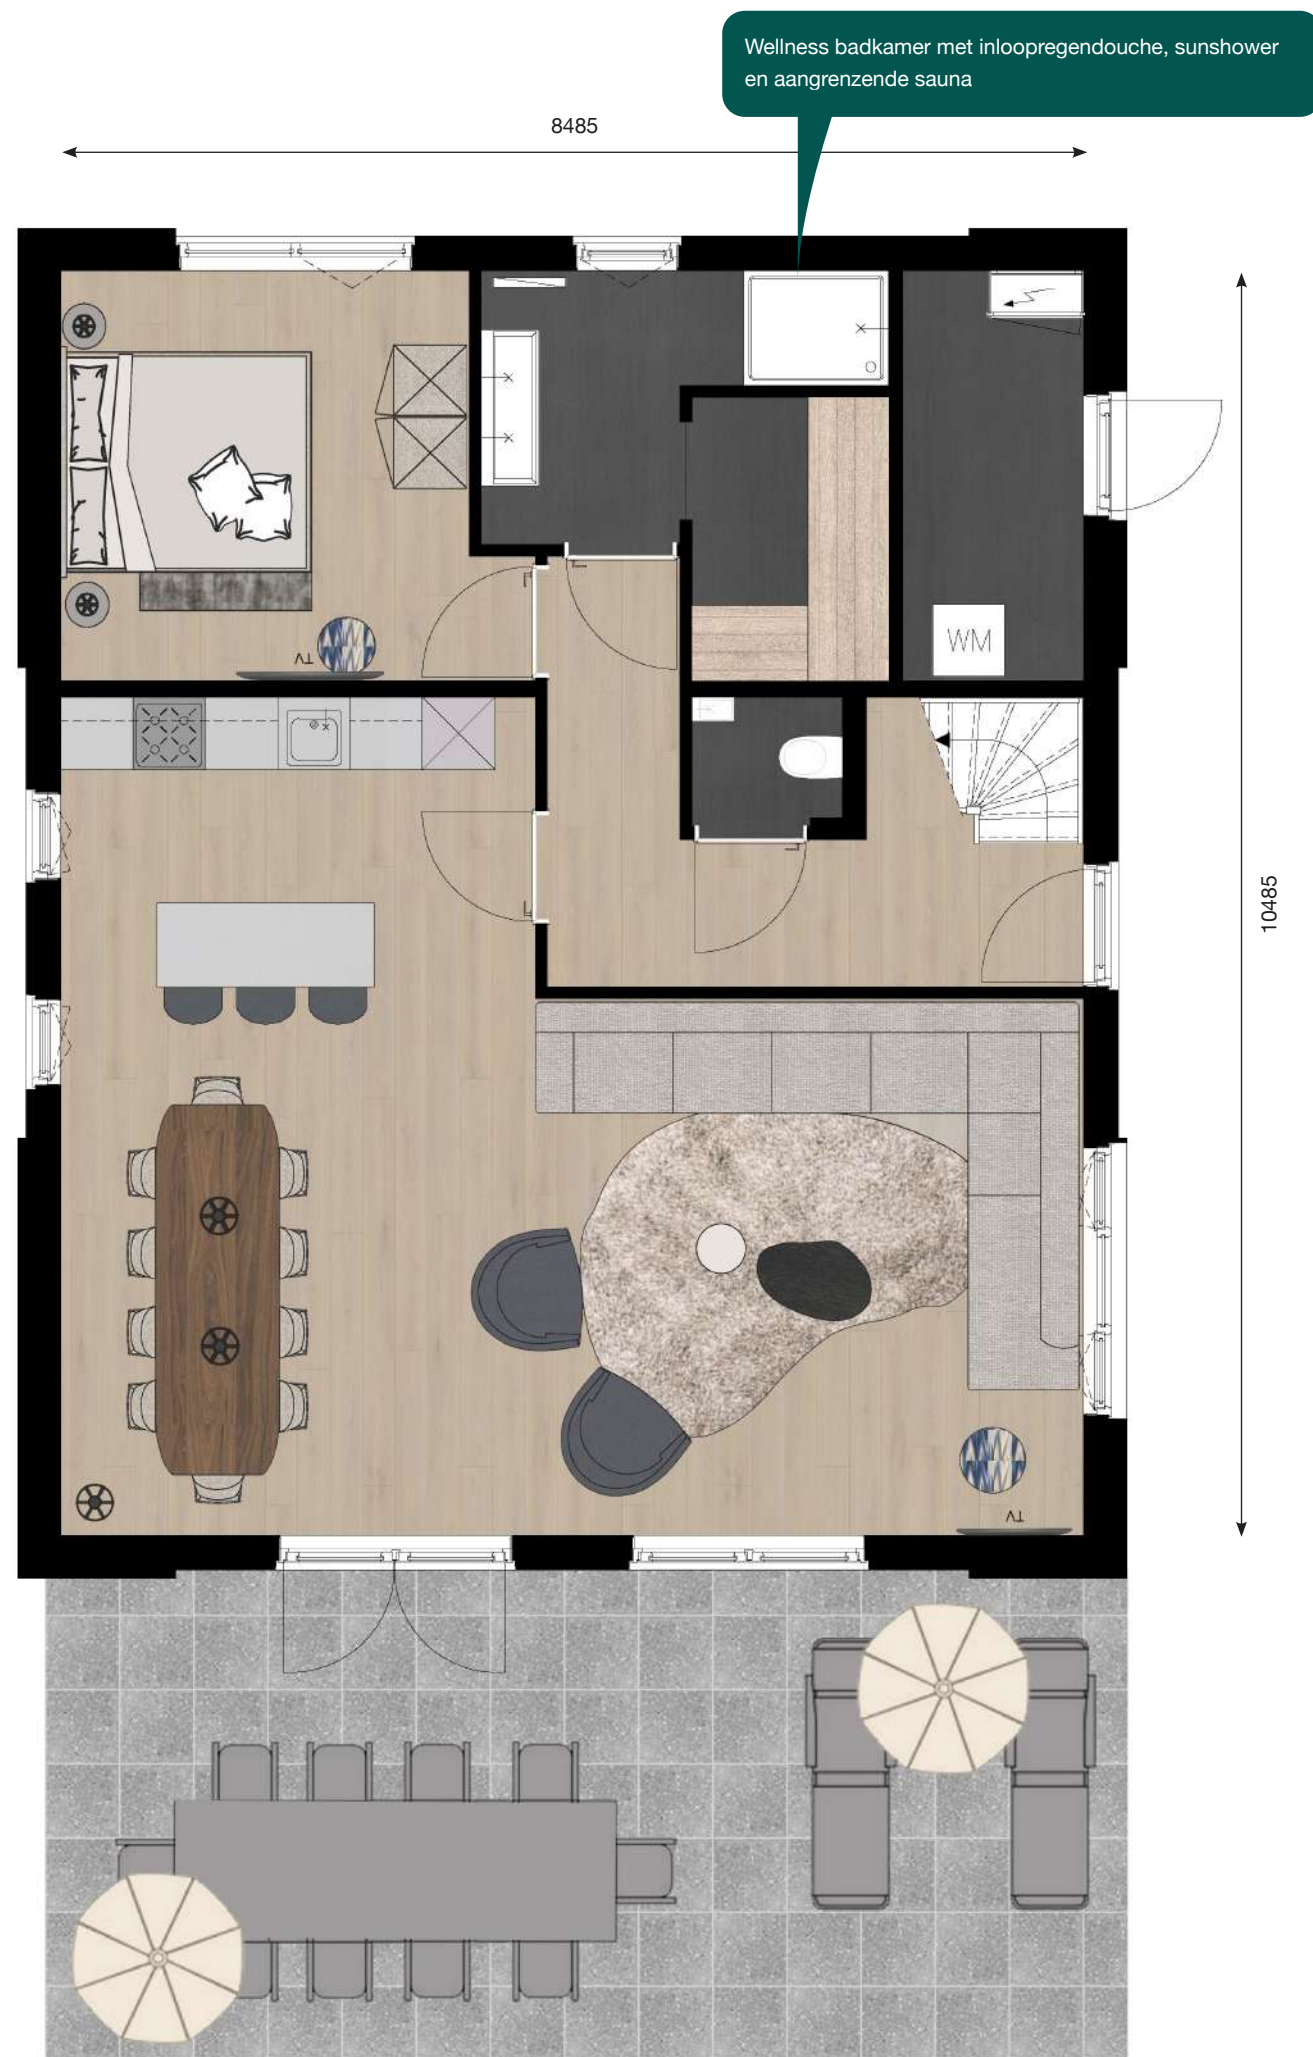 Wellness badkamer met inloopregendouche, sunshower
en aangrenzende sauna
8485
TV
WM
10485
TV